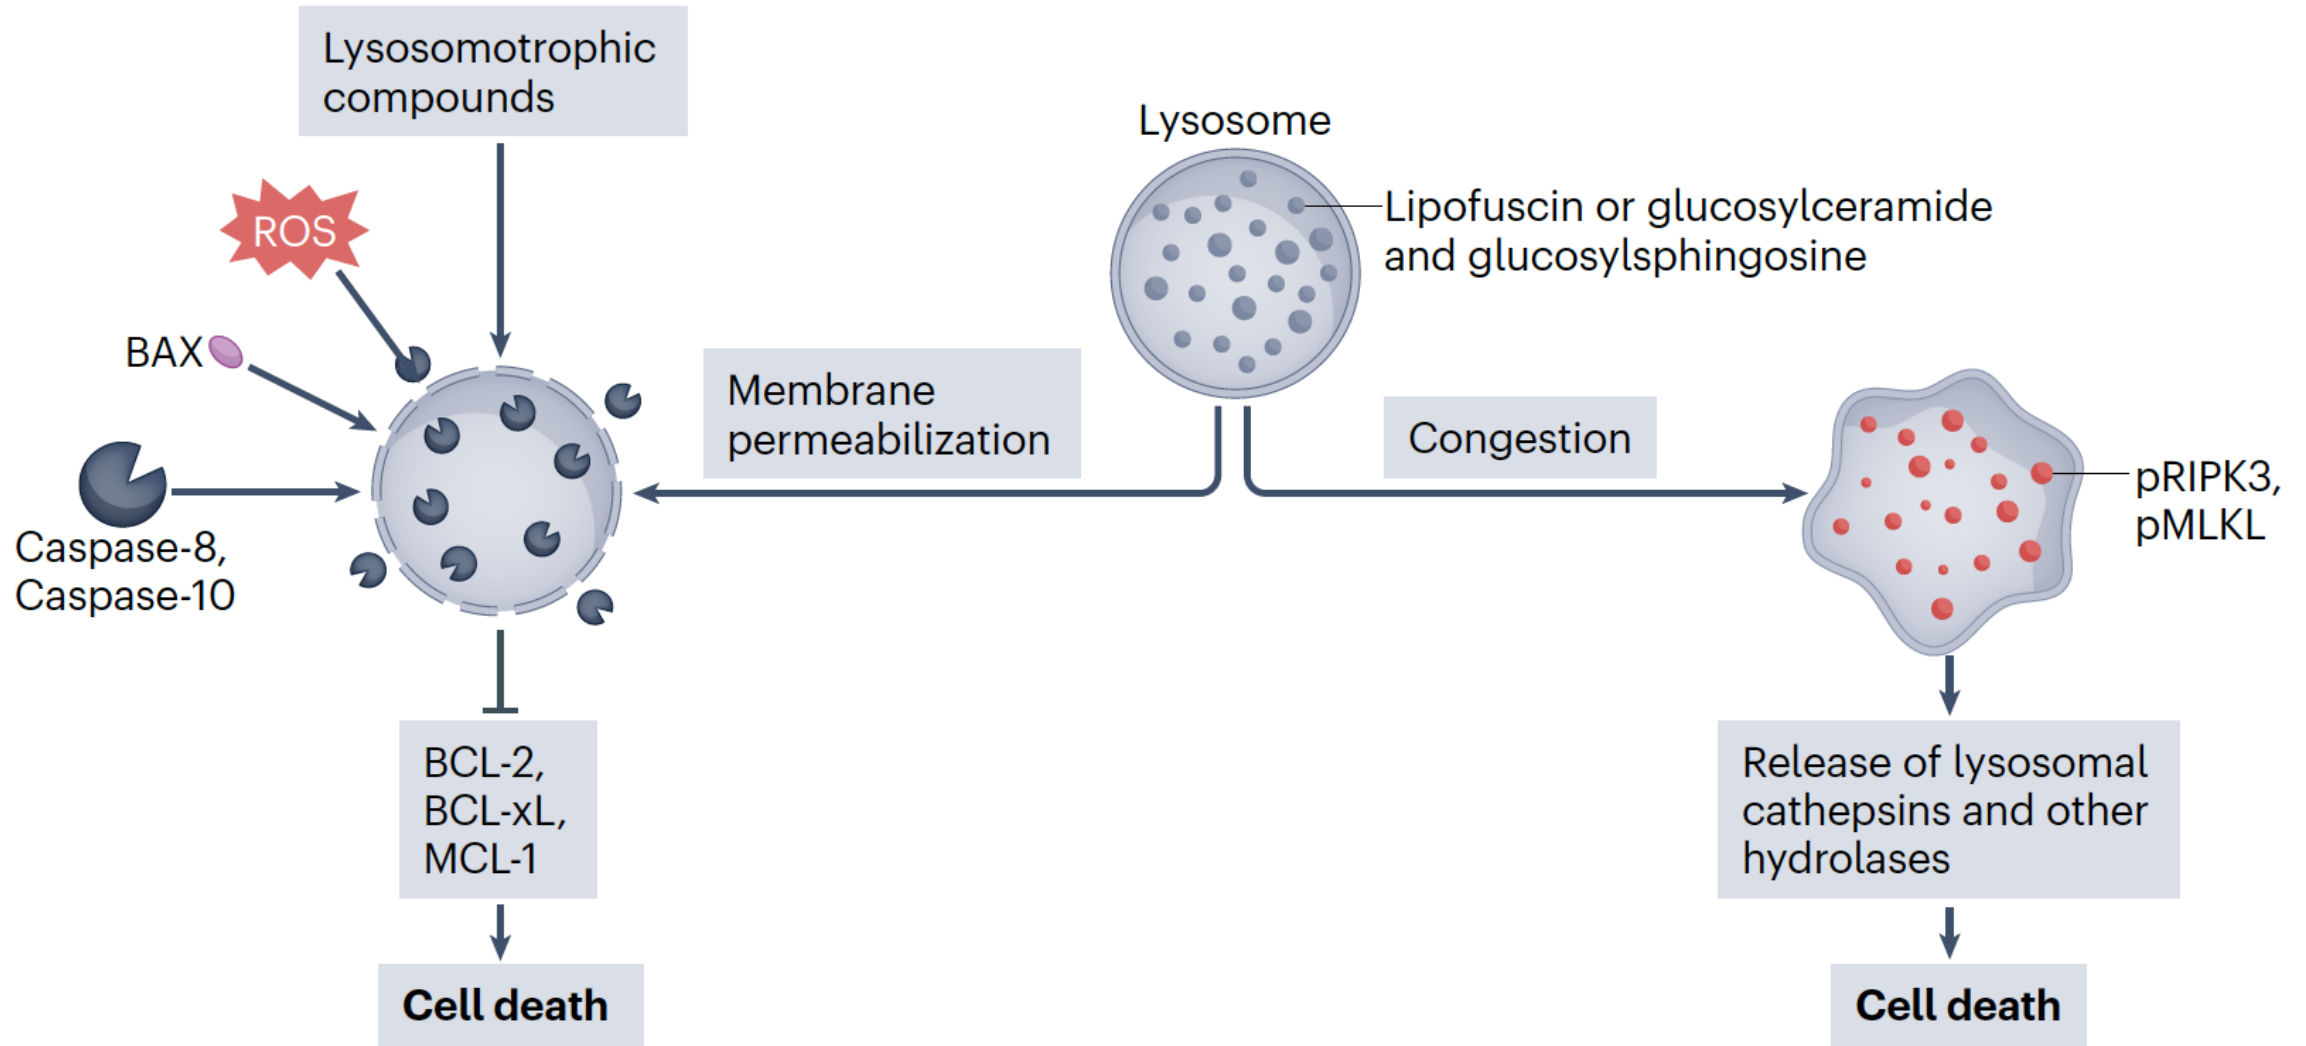 Lysosomotrophic
compounds
ROS
BAX
Caspase-8,
Caspase-10
Membrane
permeabilization
Lysosome
Lipofuscin or glucosylceramide
and glucosylsphingosine
Congestion
pRIPK3,
pMLKL
BCL-2,
BCL-xL,
MCL-1
Cell death
Release of lysosomal
cathepsins and other
hydrolases
Cell death